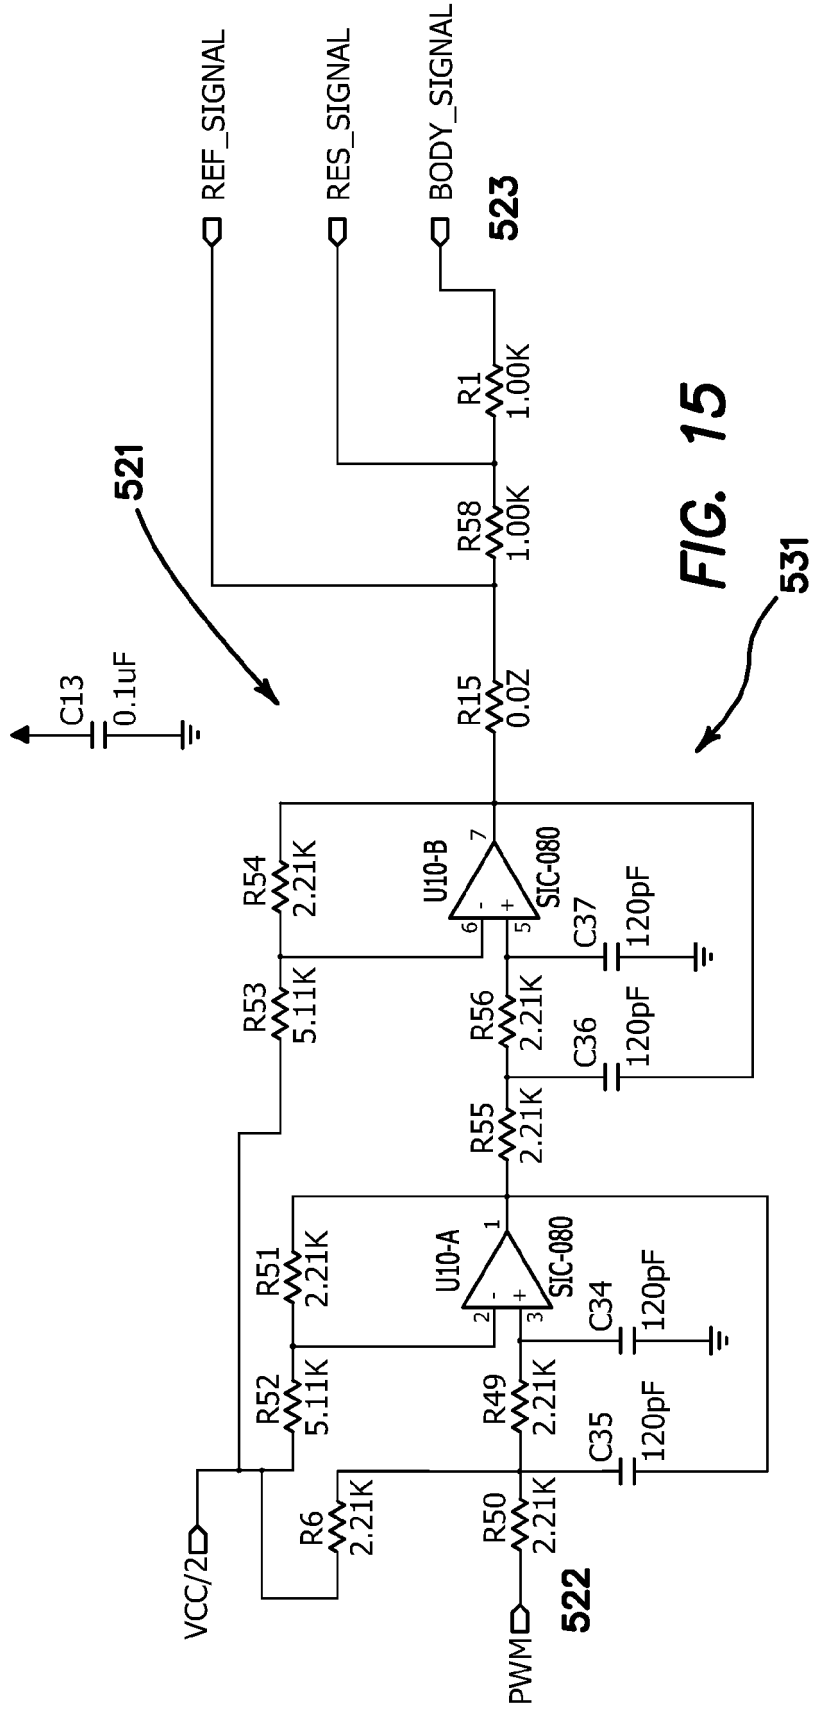 C13
0.1uF
521
REF_SIGNAL
RES_SIGNAL
BODY_SIGNAL
523
VCC/2
R53
5.11K
R54
2.21K
R52
5.11K
R51
2.21K
R6
2.21K
PWM
522
R50
2.21K
R49
2.21K
C35
120pF
C34
120pF
U10-A
SIC-080
2
-
3
+
1
R55
2.21K
R56
2.21K
C36
120pF
C37
120pF
U10-B
SIC-080
6
-
5
+
7
R15
0.0Z
R58
1.00K
R1
1.00K
531
FIG. 15